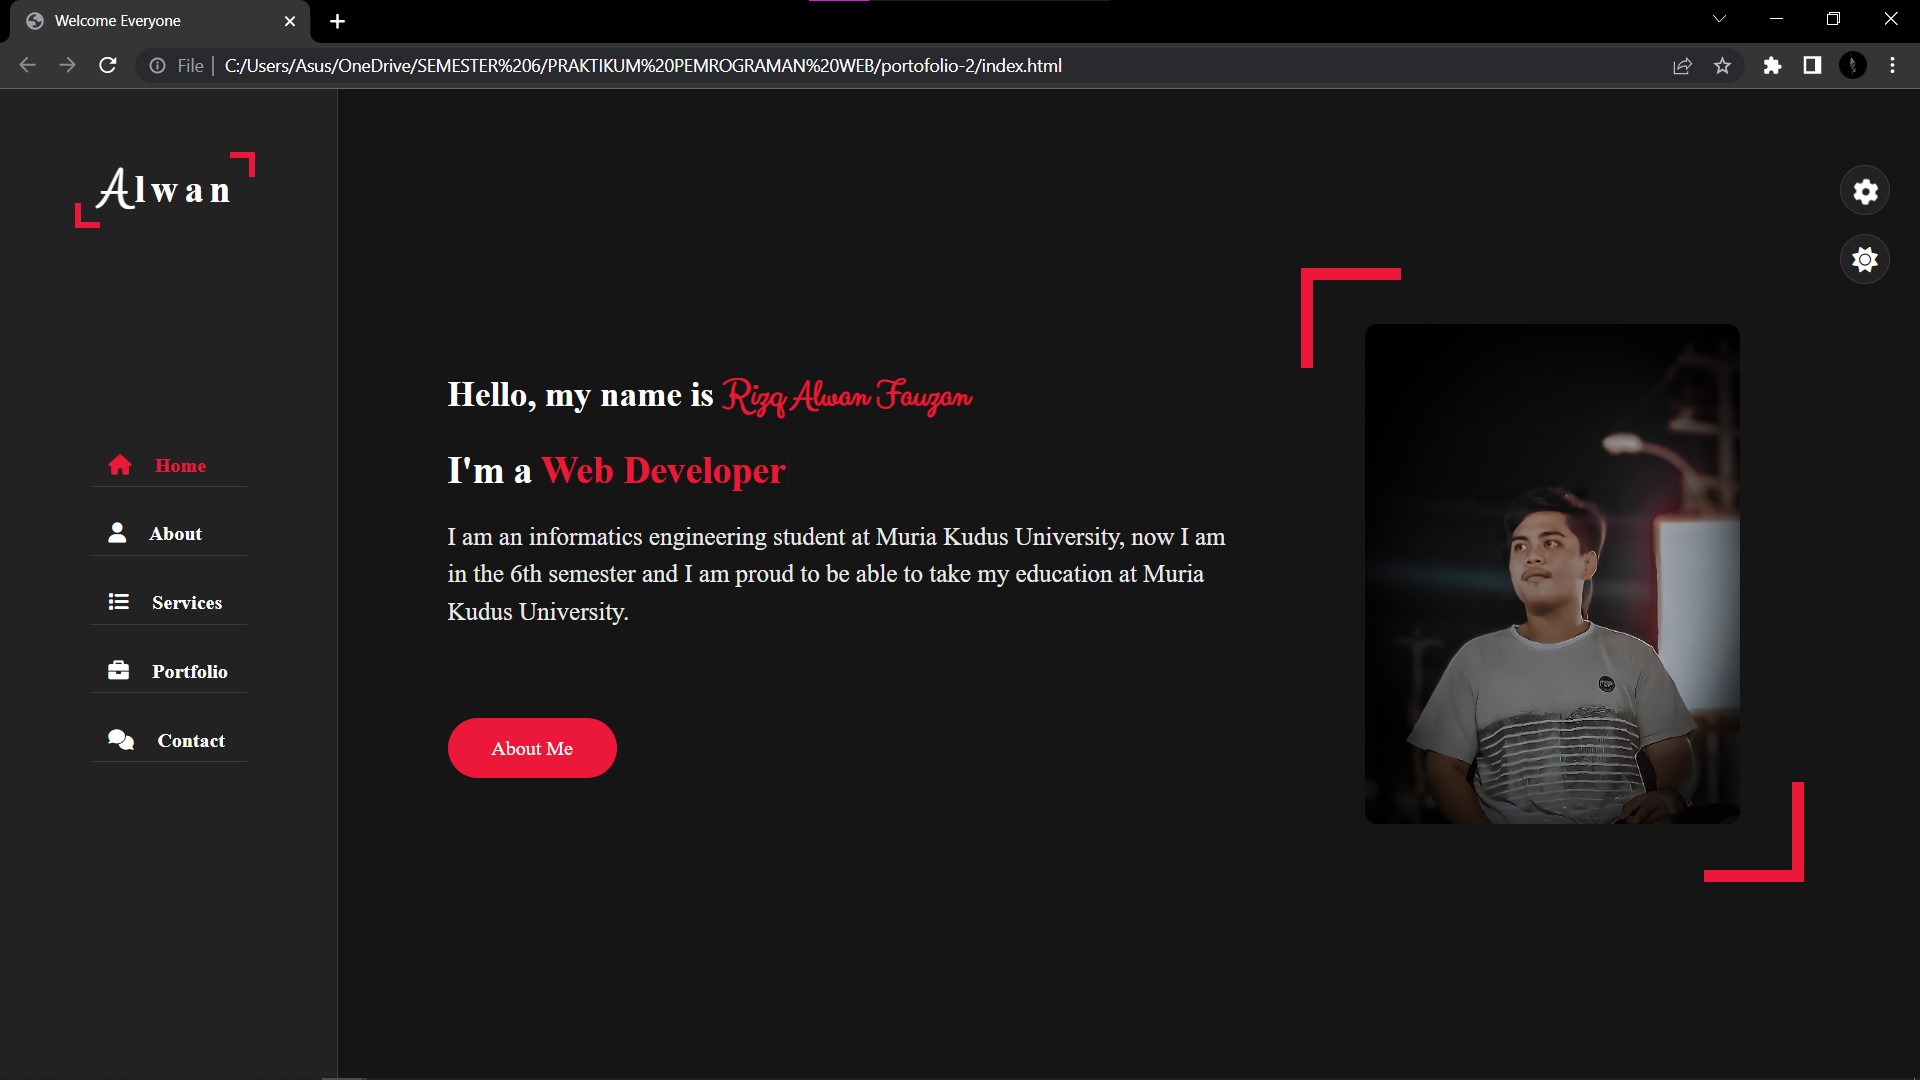 Welcome Everyone
File | C:/Users/Asus/OneDrive/SEMESTER%206/PRAKTIKUM%20PEMROGRAMAN%20WEB/portofolio-2/index.html
Alwan
Home
About
Services
Portfolio
Contact
Hello, my name is Rizq Alwan Fauzan
I'm a Web Developer
I am an informatics engineering student at Muria Kudus University, now I am
in the 6th semester and I am proud to be able to take my education at Muria
Kudus University.
About Me